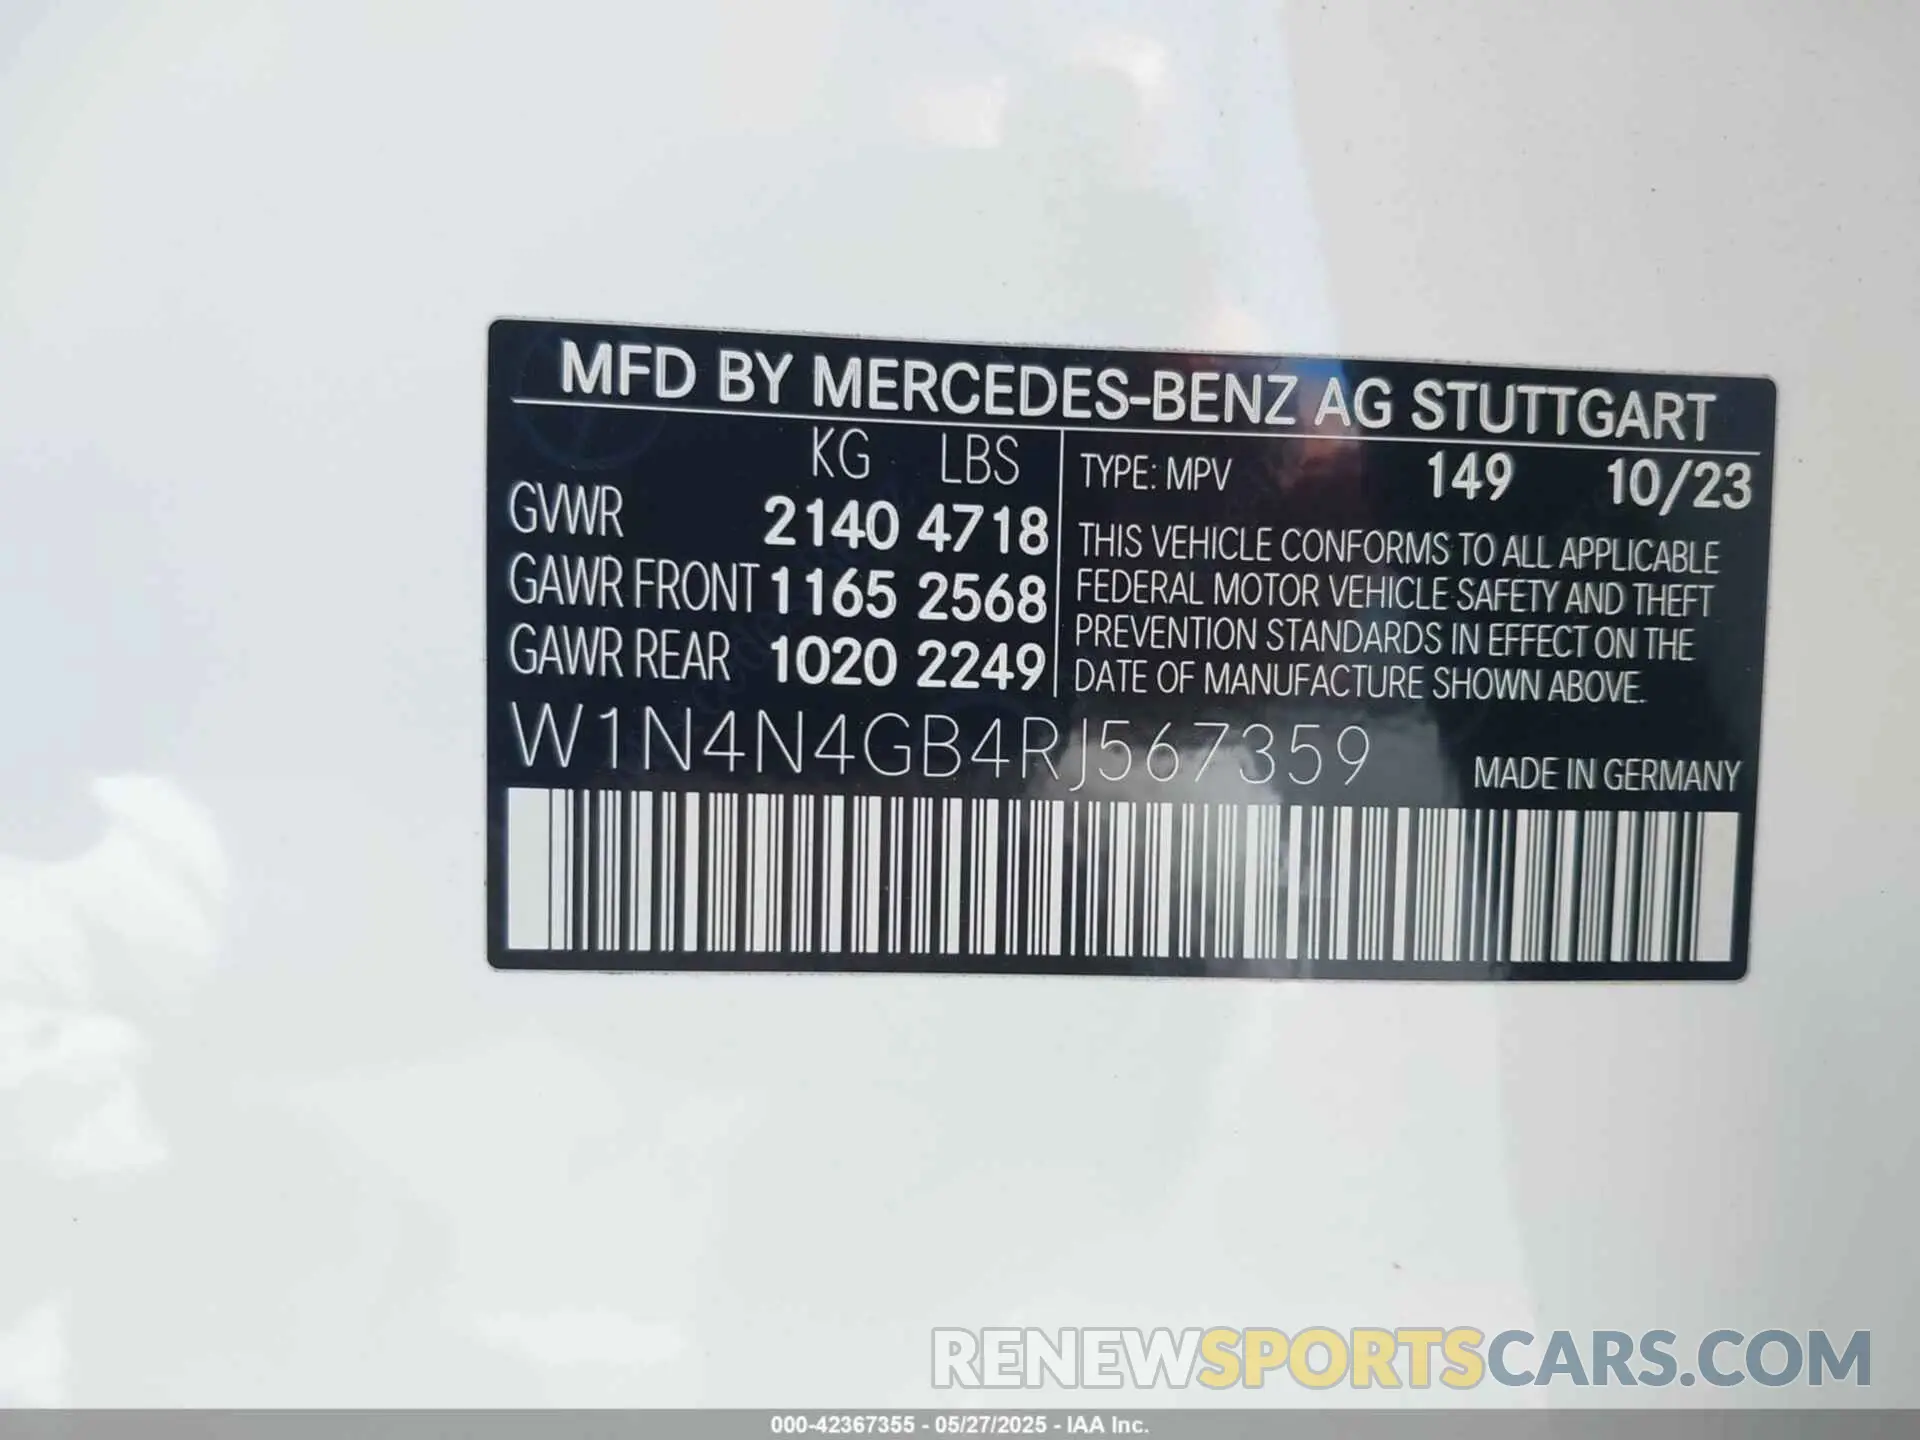 MFD BY MERCEDES-BENZ AG STUTTGART
KG LBS
GVWR 2140 4718
GAWR FRONT 1165 2568
GAWR REAR 1020 2249
TYPE: MPV 149 10/23
THIS VEHICLE CONFORMS TO ALL APPLICABLE
FEDERAL MOTOR VEHICLE SAFETY AND THEFT
PREVENTION STANDARDS IN EFFECT ON THE
DATE OF MANUFACTURE SHOWN ABOVE.
W1N4N4GB4RJ567359
MADE IN GERMANY
RENEWSPORTSCARS.COM
000-42367355 - 05/27/2025 - IAA Inc.